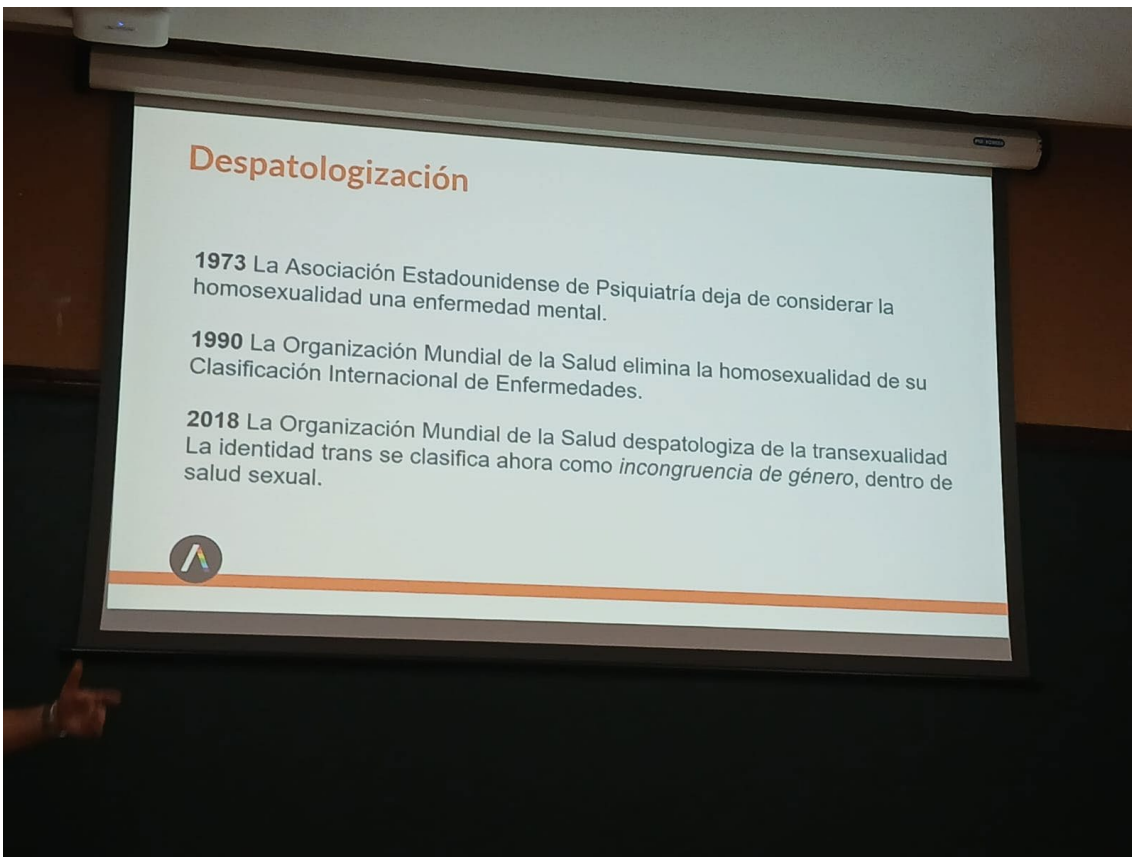 Despatologización
1973 La Asociación Estadounidense de Psiquiatría deja de considerar la
homosexualidad una enfermedad mental.
1990 La Organización Mundial de la Salud elimina la homosexualidad de su
Clasificación Internacional de Enfermedades.
2018 La Organización Mundial de la Salud despatologiza de la transexualidad
La identidad trans se clasifica ahora como incongruencia de género, dentro de
salud sexual.